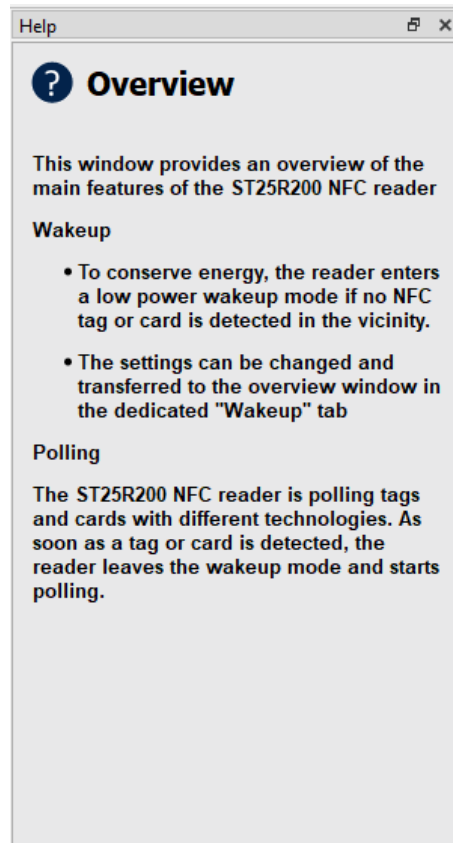 Help
? Overview
This window provides an overview of the
main features of the ST25R200 NFC reader
Wakeup
• To conserve energy, the reader enters
a low power wakeup mode if no NFC
tag or card is detected in the vicinity.
• The settings can be changed and
transferred to the overview window in
the dedicated "Wakeup" tab
Polling
The ST25R200 NFC reader is polling tags
and cards with different technologies. As
soon as a tag or card is detected, the
reader leaves the wakeup mode and starts
polling.